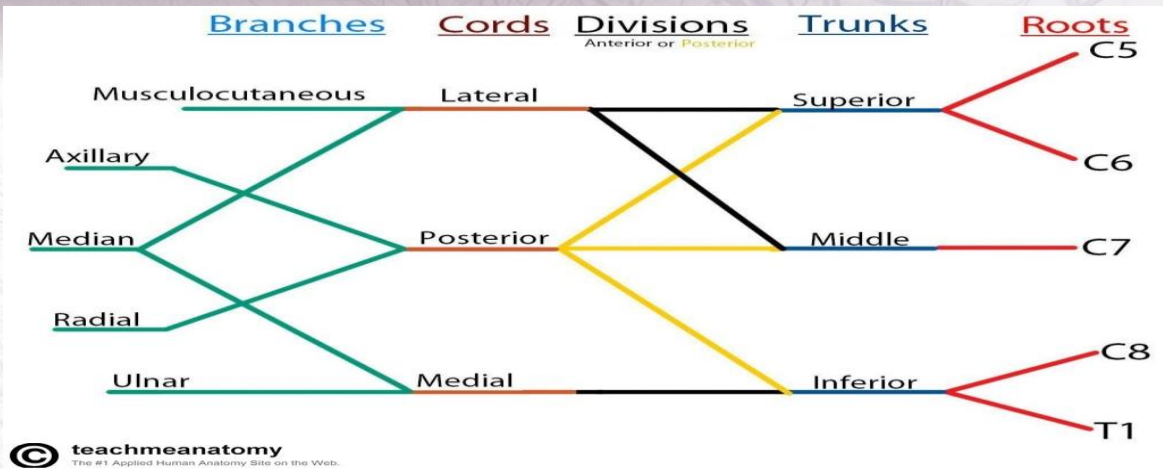 Branches Cords Divisions Trunks Roots
Anterior or Posterior
C5
Musculocutaneous Lateral Superior
Axillary C6
Median Posterior Middle C7
Radial
C8
Ulnar Medial Inferior
T1
© teachmeanatomy
The #1 Applied Human Anatomy Site on the Web.